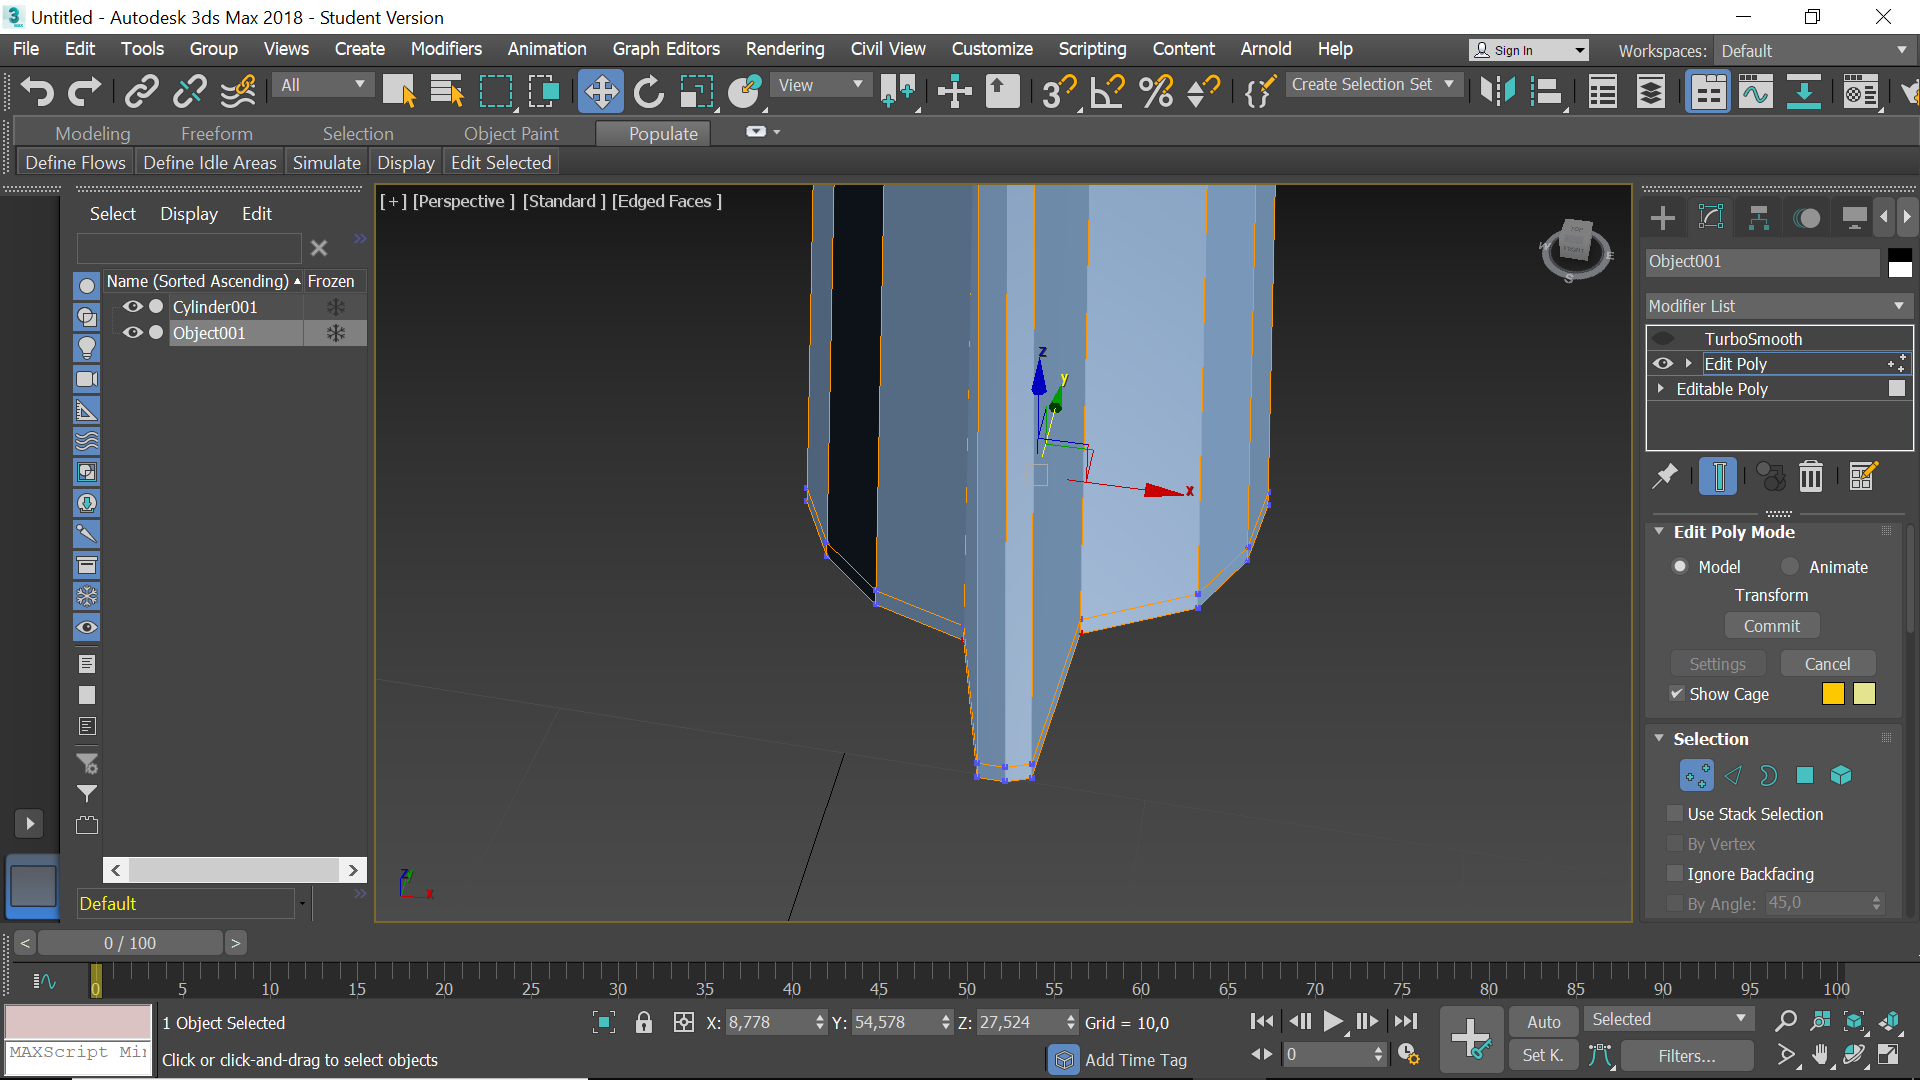 Untitled - Autodesk 3ds Max 2018 - Student Version
File Edit Tools Group Views Create Modifiers Animation Graph Editors Rendering Civil View Customize Scripting Content Arnold Help Sign In Workspaces: Default
All View Create Selection Set
Modeling Freeform Selection Object Paint Populate
Define Flows Define Idle Areas Simulate Display Edit Selected
Select Display Edit
Name (Sorted Ascending) Frozen
Cylinder001
Object001
Default
[ + ] [Perspective ] [Standard ] [Edged Faces ]
z
y
x
TOP
FRONT
W
E
S
z
y
x
Object001
Modifier List
TurboSmooth
Edit Poly
Editable Poly
Edit Poly Mode
Model Animate
Transform
Commit
Settings Cancel
Show Cage
Selection
Use Stack Selection
By Vertex
Ignore Backfacing
By Angle: 45,0
< 0 / 100 >
0 5 10 15 20 25 30 35 40 45 50 55 60 65 70 75 80 85 90 95 100
1 Object Selected X: 8,778 Y: 54,578 Z: 27,524 Grid = 10,0 Auto Selected
MAXScript Mi Click or click-and-drag to select objects Add Time Tag 0 Set K. Filters...